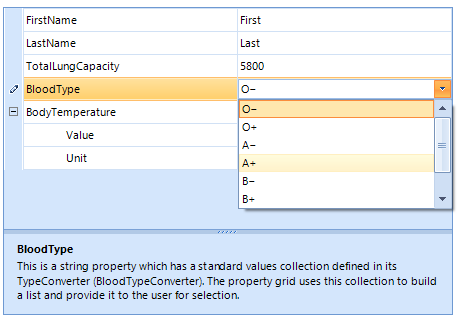 FirstName First
LastName Last
TotalLungCapacity 5800
BloodType O−
BodyTemperature O−
O+
Value A−
A+
Unit B−
B+
BloodType
This is a string property which has a standard values collection defined in its
TypeConverter (BloodTypeConverter). The property grid uses this collection to build
a list and provide it to the user for selection.